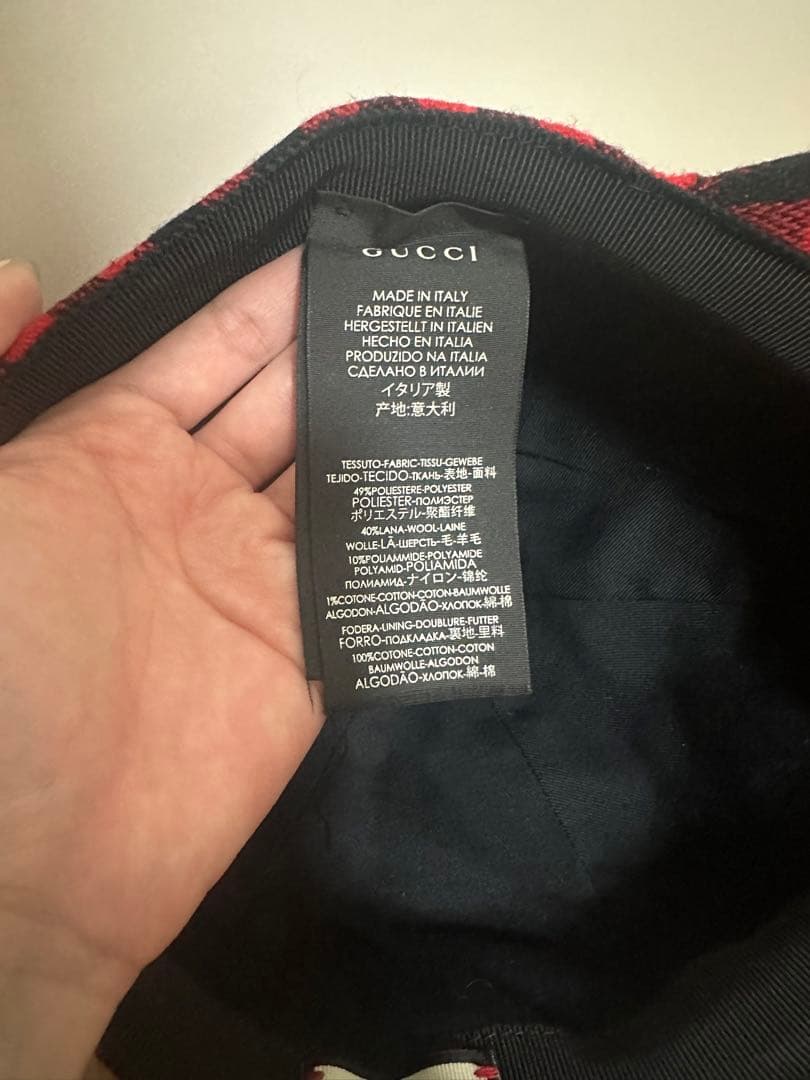 GUCCI
MADE IN ITALY
FABRIQUE EN ITALIE
HERGESTELLT IN ITALIEN
HECHO EN ITALIA
PRODUZIDO NA ITALIA
СДЕЛАНО В ИТАЛИИ
イタリア製
产地:意大利
TESSUTO-FABRIC-TISSU-GEWEBE
TEJIDO-TECIDO-ТКАНЬ-表地-面料
49%POLIESTERE-POLYESTER
POLIESTER-ПОЛИЭСТЕР
ポリエステル-聚酯纤维
40%LANA-WOOL-LAINE
WOLLE-LÃ-ШЕРСТЬ-毛-羊毛
10%POLIAMMIDE-POLYAMIDE
POLYAMID-POLIAMIDA
ПОЛИАМИД-ナイロン-锦纶
1%COTONE-COTTON-COTON-BAUMWOLLE
ALGODON-ALGODÃO-ХЛОПОК-綿-棉
FODERA-LINING-DOUBLURE-FUTTER
FORRO-ПОДКЛАДКА-裏地-里料
100%COTONE-COTTON-COTON
BAUMWOLLE-ALGODON
ALGODÃO-ХЛОПОК-綿-棉